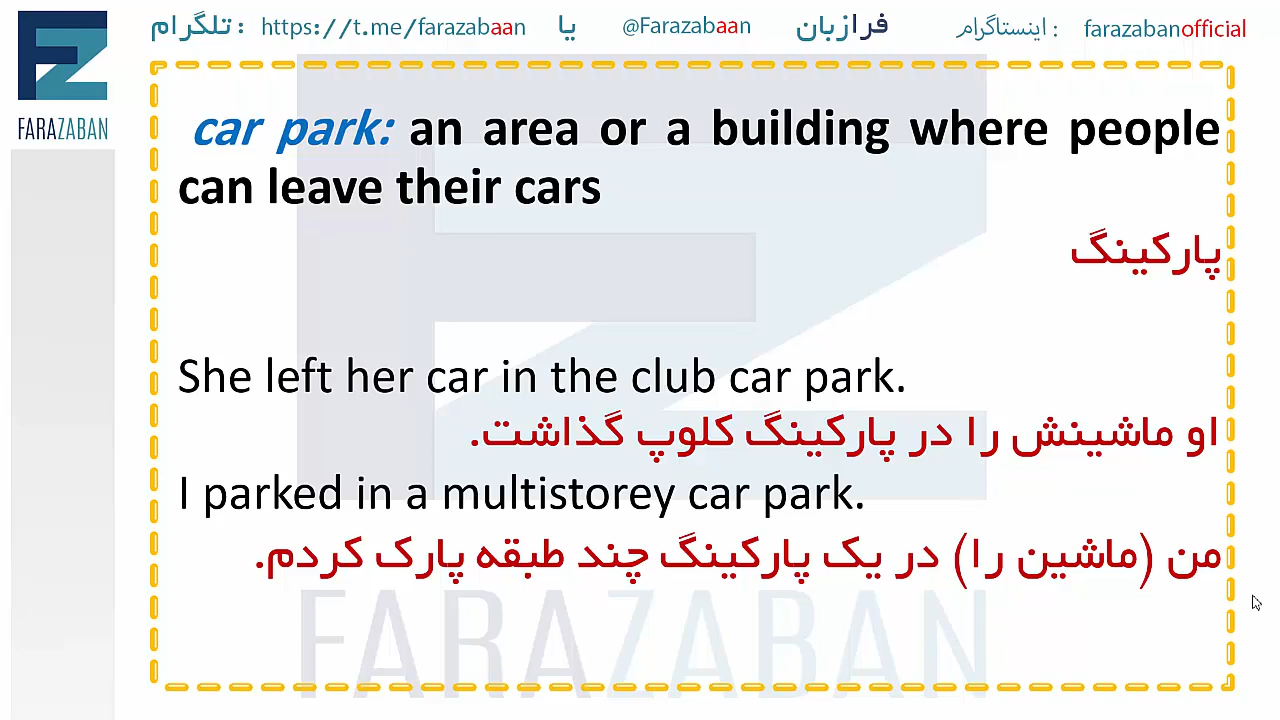 تلگرام : https://t.me/farazabaan یا @Farazabaan فرازبان اینستاگرام : farazabanofficial
FZ
FARAZABAN
car park: an area or a building where people
can leave their cars
پارکینگ
She left her car in the club car park.
او ماشینش را در پارکینگ کلوپ گذاشت.
I parked in a multistorey car park.
من (ماشین را) در یک پارکینگ چند طبقه پارک کردم.
FARAZABAN